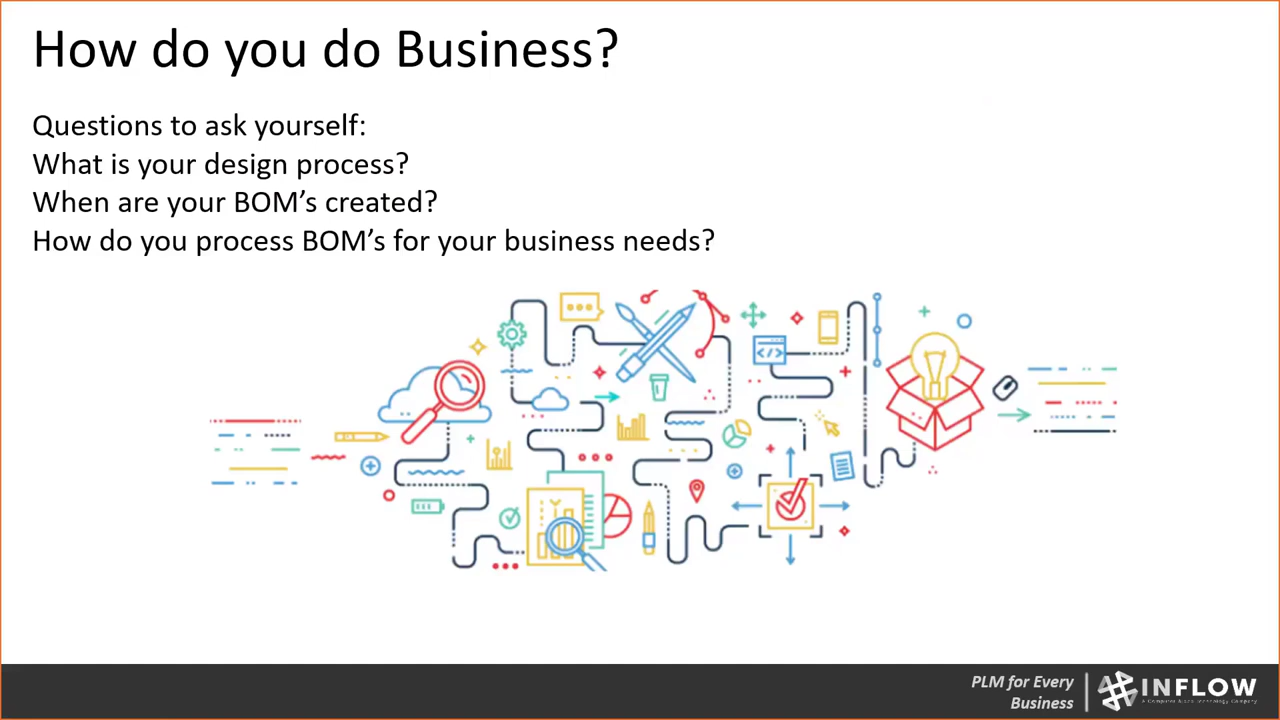 How do you do Business?
Questions to ask yourself:
What is your design process?
When are your BOM’s created?
How do you process BOM’s for your business needs?
</>
PLM for Every
Business
INFLOW